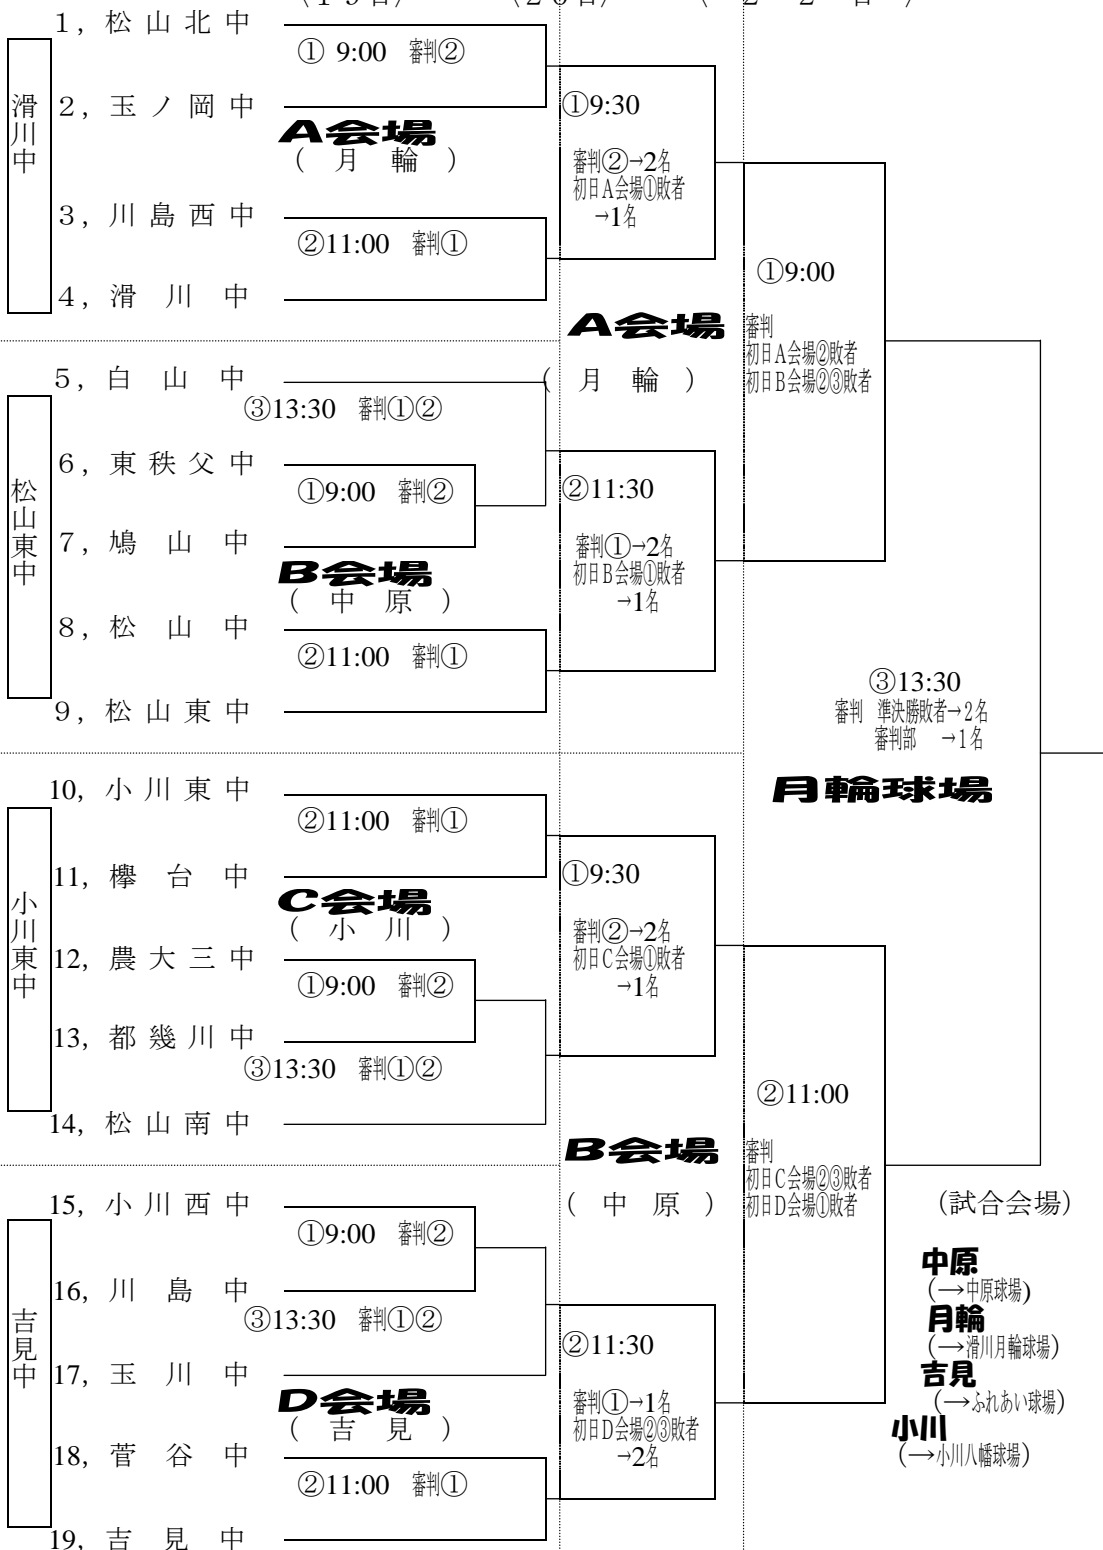 1，松山北中
① 9:00 審判②
滑川中
2，玉ノ岡中
A会場
（月輪）
①9:30
審判②→2名
初日A会場①敗者
→1名
3，川島西中
②11:00 審判①
4，滑川中
①9:00
審判
初日A会場②敗者
初日B会場②③敗者
A会場
（月輪）
5，白山中
③13:30 審判①②
松山東中
6，東秩父中
①9:00 審判②
7，鳩山中
②11:30
審判①→2名
初日B会場①敗者
→1名
B会場
（中原）
8，松山中
②11:00 審判①
9，松山東中
③13:30
審判 準決勝敗者→2名
審判部 →1名
月輪球場
10，小川東中
②11:00 審判①
11，欅台中
①9:30
審判②→2名
初日C会場①敗者
→1名
C会場
（小川）
小川東中
12，農大三中
①9:00 審判②
13，都幾川中
③13:30 審判①②
14，松山南中
②11:00
審判
初日C会場②③敗者
初日D会場①敗者
B会場
（中原）
15，小川西中
①9:00 審判②
16，川島中
③13:30 審判①②
吉見中
17，玉川中
②11:30
審判①→1名
初日D会場②③敗者
→2名
D会場
（吉見）
18，菅谷中
②11:00 審判①
19，吉見中
（試合会場）
中原
（→中原球場）
月輪
（→滑川月輪球場）
吉見
（→ふれあい球場）
小川
（→小川八幡球場）